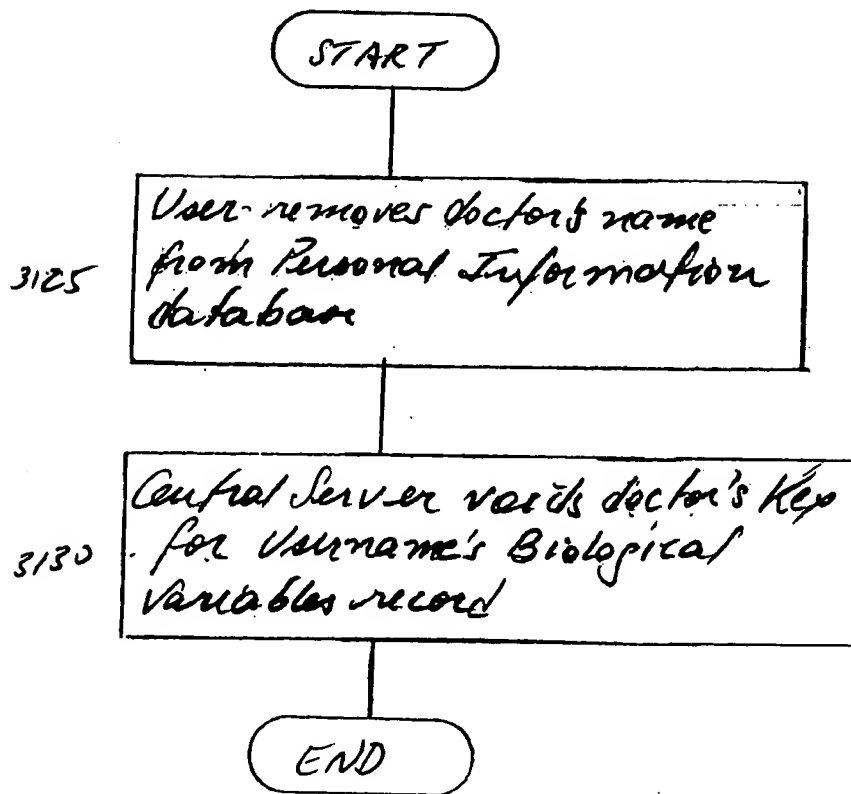 START
User removes doctor's name
3125
from Personal Information
database
Central Server voids doctor's Key
3130
for Username's Biological
Variables record
END